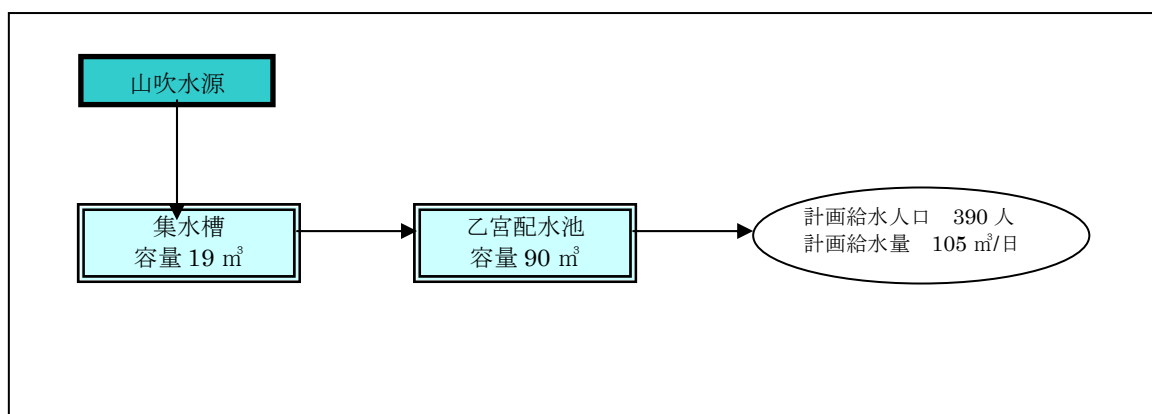 山吹水源
集水槽
容量 19 ㎥
乙宮配水池
容量 90 ㎥
計画給水人口　390 人
計画給水量　105 ㎥/日